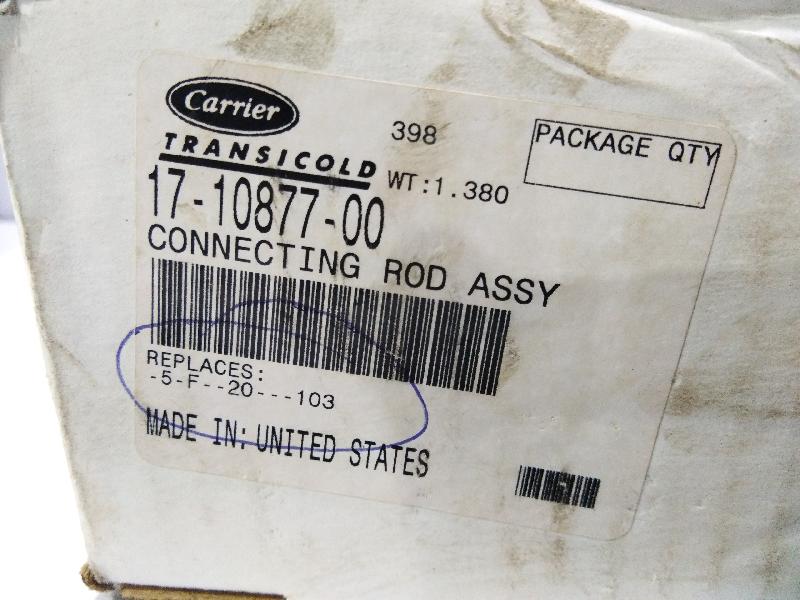 Carrier
TRANSICOLD
398
PACKAGE QTY
WT:1.380
17-10877-00
CONNECTING ROD ASSY
REPLACES:
-5-F--20---103
MADE IN: UNITED STATES